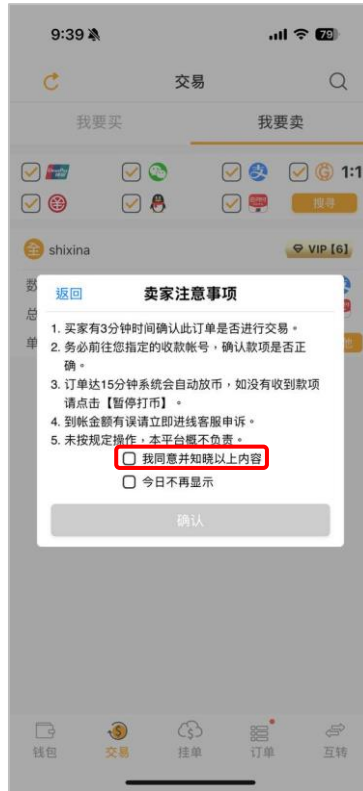 9:39
79
交易
我要买
我要卖
1:1
搜寻
全 shixina
VIP【6】
数
总
单
返回
卖家注意事项
1. 买家有3分钟时间确认此订单是否进行交易。
2. 务必前往您指定的收款帐号，确认款项是否正
确。
3. 订单达15分钟系统会自动放币，如没有收到款项
请点击【暂停打币】。
4. 到帐金额有误请立即进线客服申诉。
5. 未按规定操作，本平台概不负责。
我同意并知晓以上内容
今日不再显示
确认
钱包
交易
挂单
订单
互转